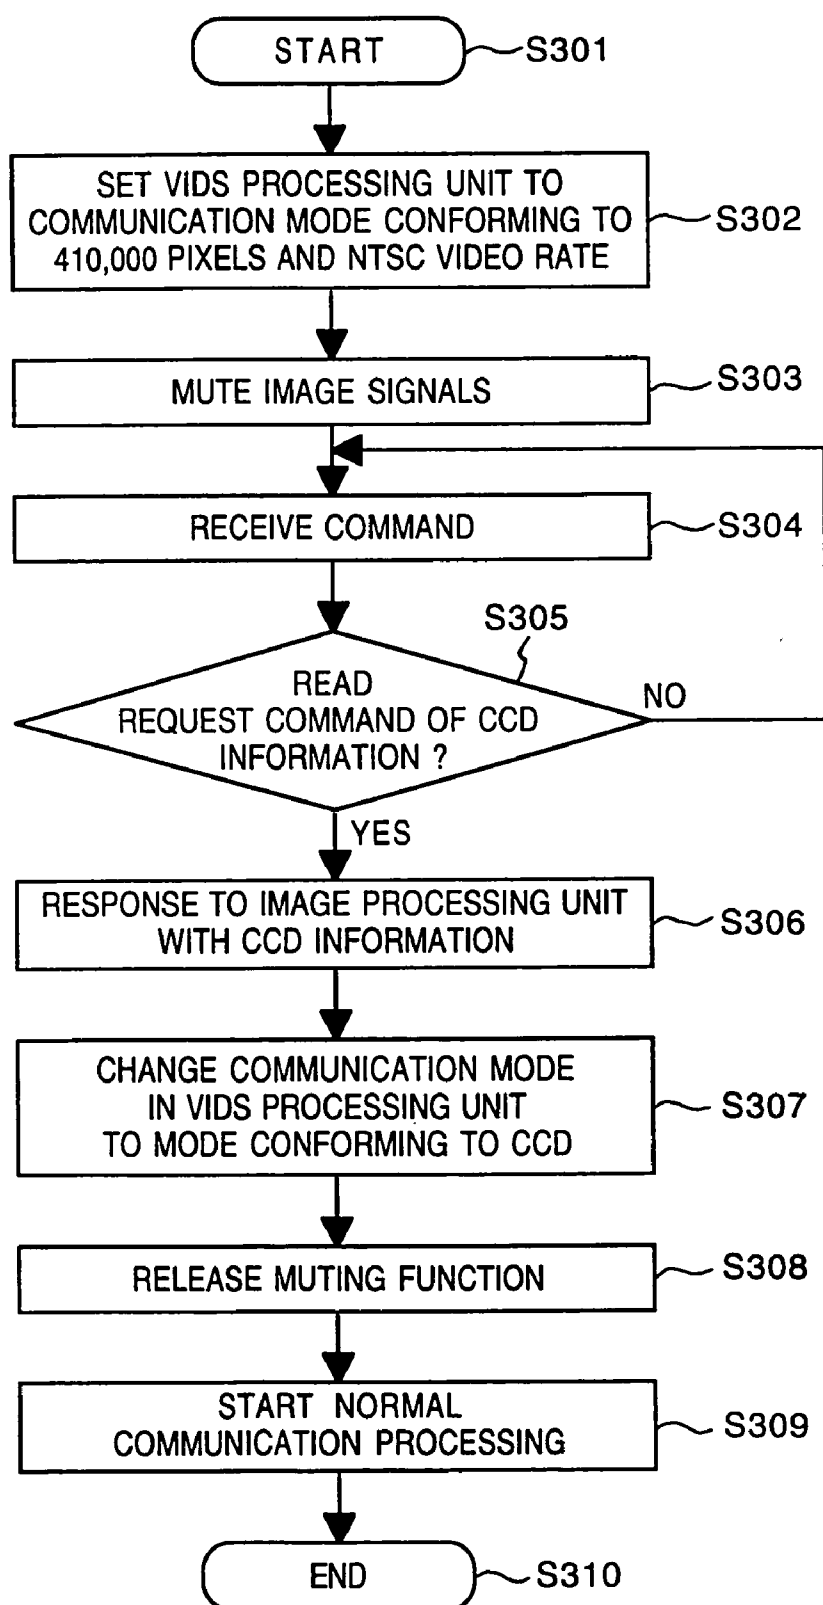 START
S301
SET VIDS PROCESSING UNIT TO
COMMUNICATION MODE CONFORMING TO
410,000 PIXELS AND NTSC VIDEO RATE
S302
MUTE IMAGE SIGNALS
S303
RECEIVE COMMAND
S304
S305
READ
REQUEST COMMAND OF CCD
INFORMATION ?
NO
YES
RESPONSE TO IMAGE PROCESSING UNIT
WITH CCD INFORMATION
S306
CHANGE COMMUNICATION MODE
IN VIDS PROCESSING UNIT
TO MODE CONFORMING TO CCD
S307
RELEASE MUTING FUNCTION
S308
START NORMAL
COMMUNICATION PROCESSING
S309
END
S310